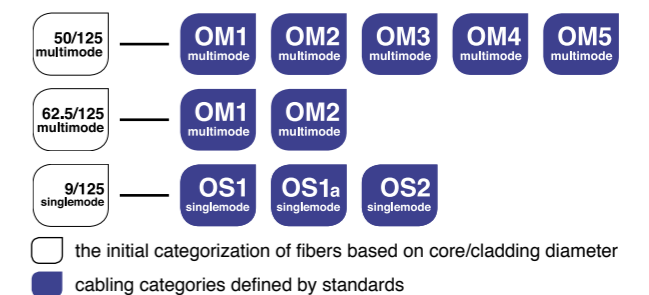 50/125
multimode
OM1
multimode
OM2
multimode
OM3
multimode
OM4
multimode
OM5
multimode
62.5/125
multimode
OM1
multimode
OM2
multimode
9/125
singlemode
OS1
singlemode
OS1a
singlemode
OS2
singlemode
the initial categorization of fibers based on core/cladding diameter
cabling categories defined by standards